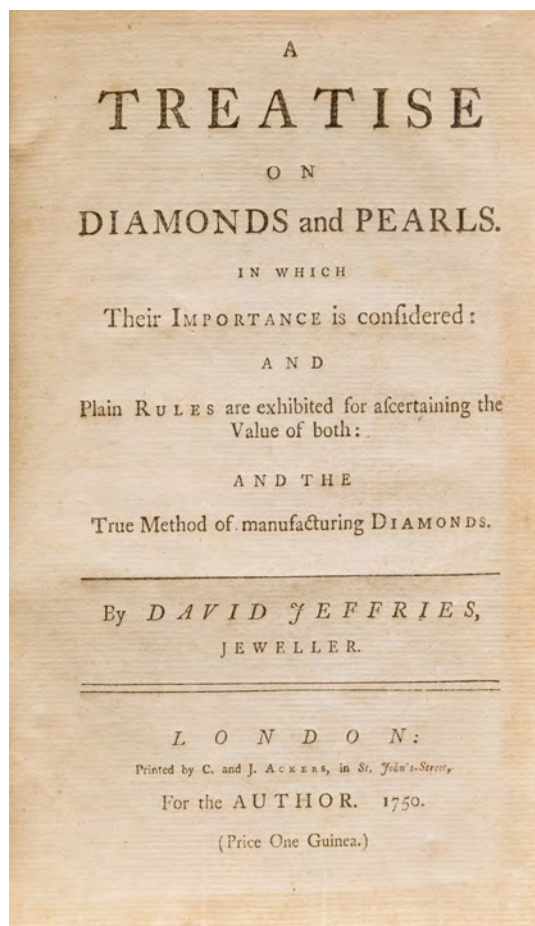 A
TREATISE
ON
DIAMONDS and PEARLS.
IN WHICH
Their IMPORTANCE is conſidered:
AND
Plain RULES are exhibited for aſcertaining the
Value of both:
AND THE
True Method of manufacturing DIAMONDS.
By DAVID JEFFRIES,
JEWELLER.
LONDON:
Printed by C. and J. ACKERS, in St. John's-Street,
For the AUTHOR. 1750.
(Price One Guinea.)